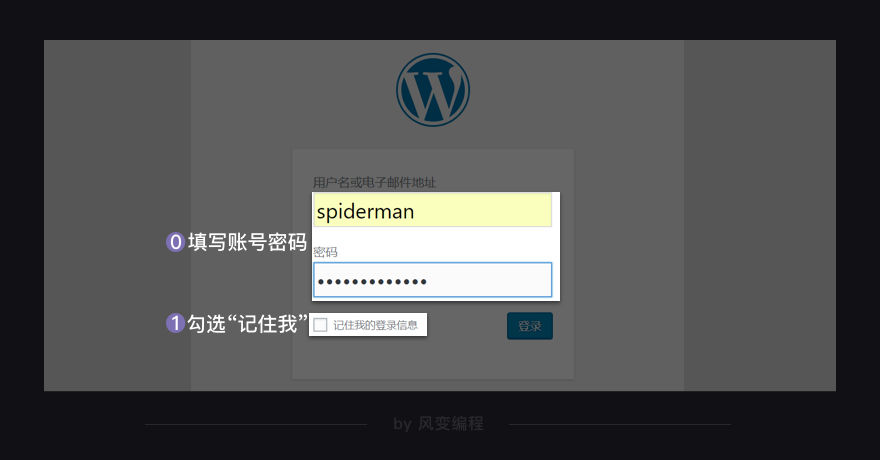 用户名或电子邮件地址
spiderman
0 填写账号密码
密码
•••••••••••••
1 勾选“记住我”
记住我的登录信息
登录
by 风变编程